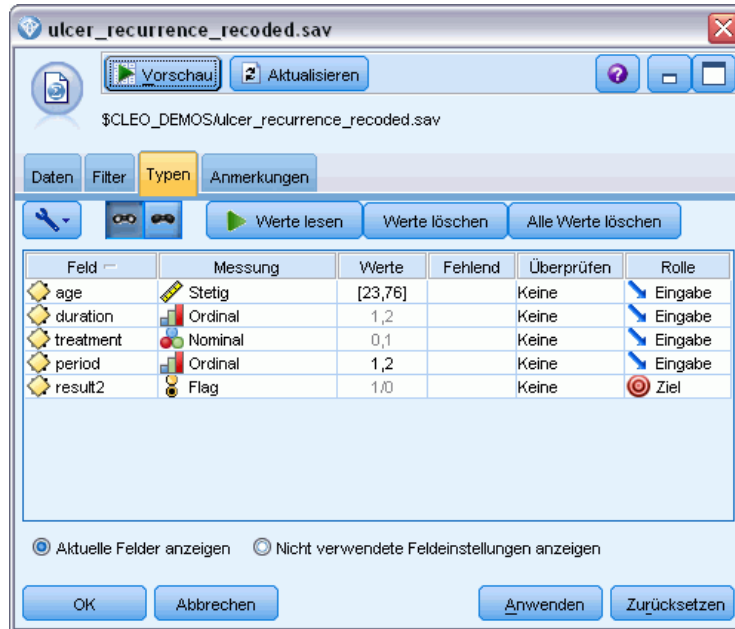 ulcer_recurrence_recoded.sav
Vorschau Aktualisieren
$CLEO_DEMOS/ulcer_recurrence_recoded.sav
Daten Filter Typen Anmerkungen
Werte lesen Werte löschen Alle Werte löschen
Feld Messung Werte Fehlend Überprüfen Rolle
age Stetig [23,76] Keine Eingabe
duration Ordinal 1,2 Keine Eingabe
treatment Nominal 0,1 Keine Eingabe
period Ordinal 1,2 Keine Eingabe
result2 Flag 1/0 Keine Ziel
Aktuelle Felder anzeigen Nicht verwendete Feldeinstellungen anzeigen
OK Abbrechen Anwenden Zurücksetzen